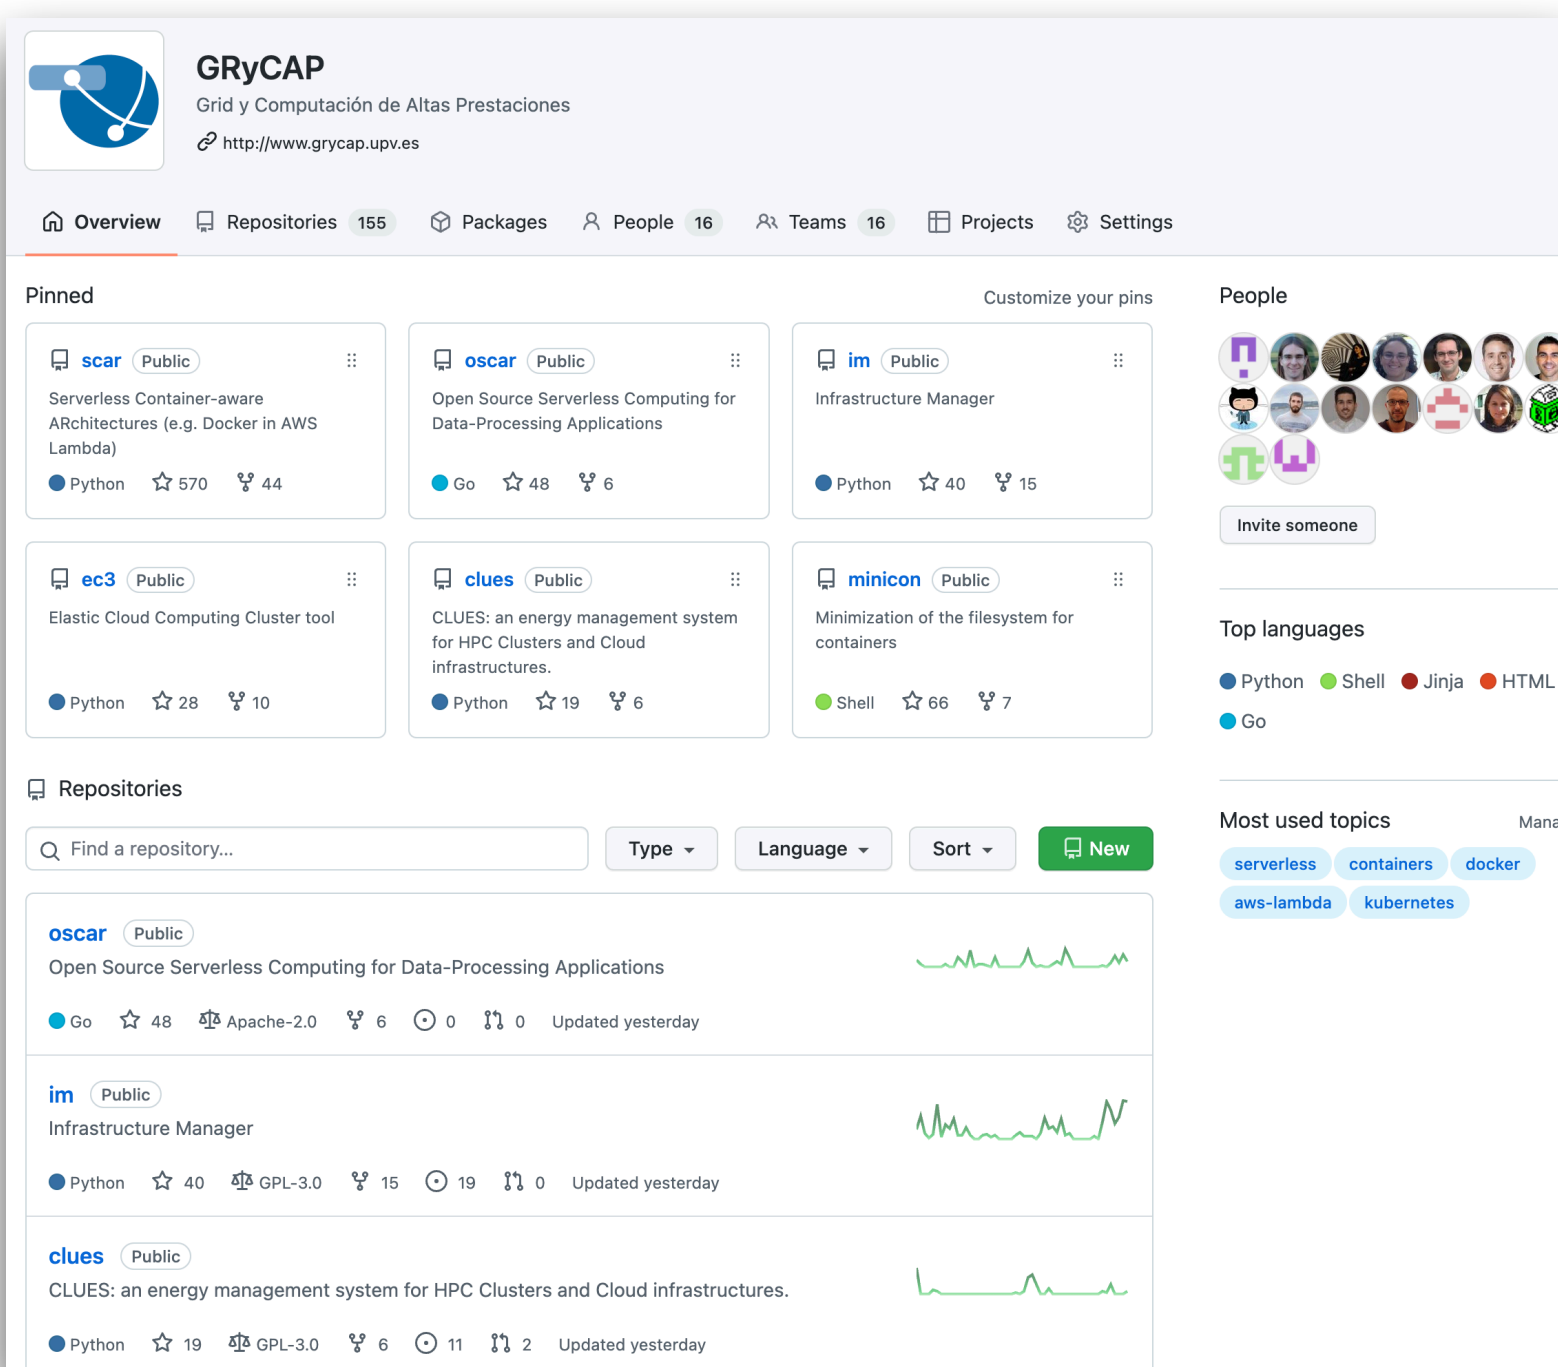 GRyCAP
Grid y Computación de Altas Prestaciones
http://www.grycap.upv.es
Overview Repositories 155 Packages People 16 Teams 16 Projects Settings
Pinned
Customize your pins
scar Public
Serverless Container-aware
ARchitectures (e.g. Docker in AWS
Lambda)
Python 570 44
oscar Public
Open Source Serverless Computing for
Data-Processing Applications
Go 48 6
im Public
Infrastructure Manager
Python 40 15
ec3 Public
Elastic Cloud Computing Cluster tool
Python 28 10
clues Public
CLUES: an energy management system
for HPC Clusters and Cloud
infrastructures.
Python 19 6
minicon Public
Minimization of the filesystem for
containers
Shell 66 7
Repositories
Find a repository...
Type Language Sort New
oscar Public
Open Source Serverless Computing for Data-Processing Applications
Go 48 Apache-2.0 6 0 0 Updated yesterday
im Public
Infrastructure Manager
Python 40 GPL-3.0 15 19 0 Updated yesterday
clues Public
CLUES: an energy management system for HPC Clusters and Cloud infrastructures.
Python 19 GPL-3.0 6 11 2 Updated yesterday
People
Invite someone
Top languages
Python Shell Jinja HTML
Go
Most used topics
Mana
serverless containers docker
aws-lambda kubernetes